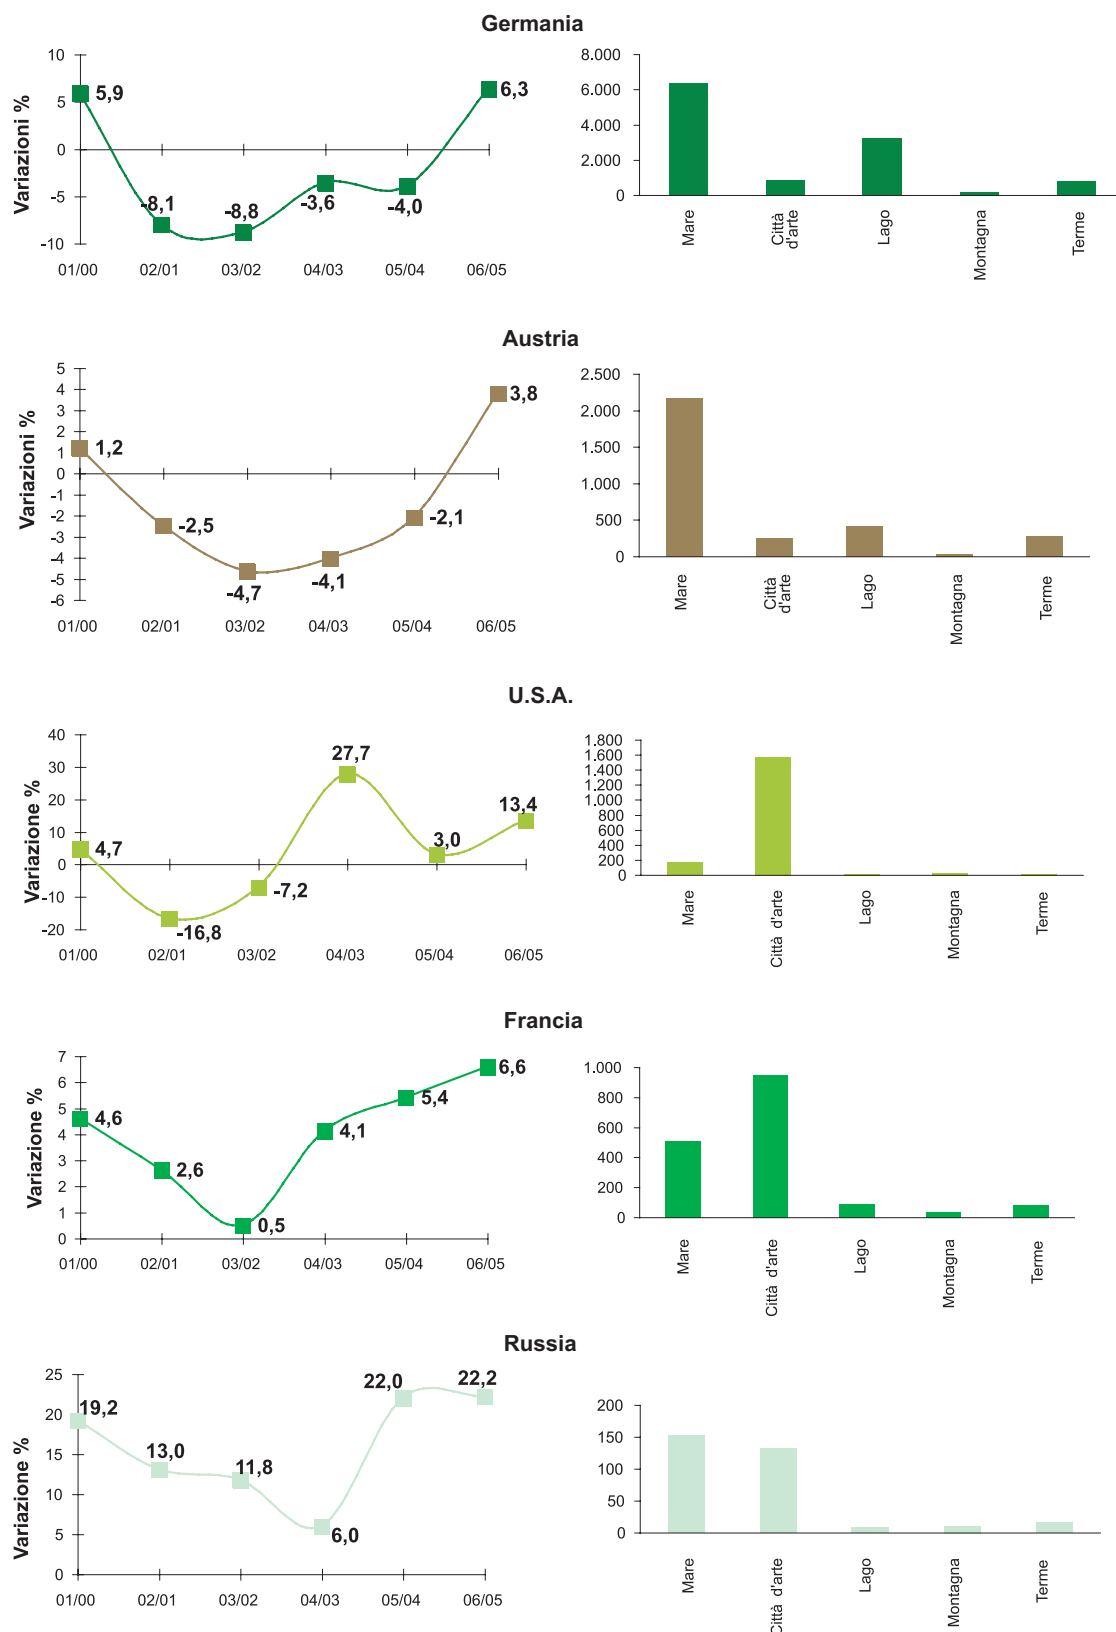 Germania
Variazioni %
10
5
0
-5
-10
5,9
-8,1
-8,8
-3,6
-4,0
6,3
01/00 02/01 03/02 04/03 05/04 06/05
8.000
6.000
4.000
2.000
0
Mare
Città
d'arte
Lago
Montagna
Terme
Austria
Variazioni %
5
4
3
2
1
0
-1
-2
-3
-4
-5
-6
1,2
-2,5
-4,7
-4,1
-2,1
3,8
01/00 02/01 03/02 04/03 05/04 06/05
2.500
2.000
1.500
1.000
500
0
Mare
Città
d'arte
Lago
Montagna
Terme
U.S.A.
Variazione %
40
30
20
10
0
-10
-20
4,7
-16,8
-7,2
27,7
3,0
13,4
01/00 02/01 03/02 04/03 05/04 06/05
1.800
1.600
1.400
1.200
1.000
800
600
400
200
0
Mare
Città d'arte
Lago
Montagna
Terme
Francia
Variazione %
7
6
5
4
3
2
1
0
4,6
2,6
0,5
4,1
5,4
6,6
01/00 02/01 03/02 04/03 05/04 06/05
1.000
800
600
400
200
0
Mare
Città d'arte
Lago
Montagna
Terme
Russia
Variazione %
25
20
15
10
5
0
19,2
13,0
11,8
6,0
22,0
22,2
01/00 02/01 03/02 04/03 05/04 06/05
200
150
100
50
0
Mare
Città d'arte
Lago
Montagna
Terme